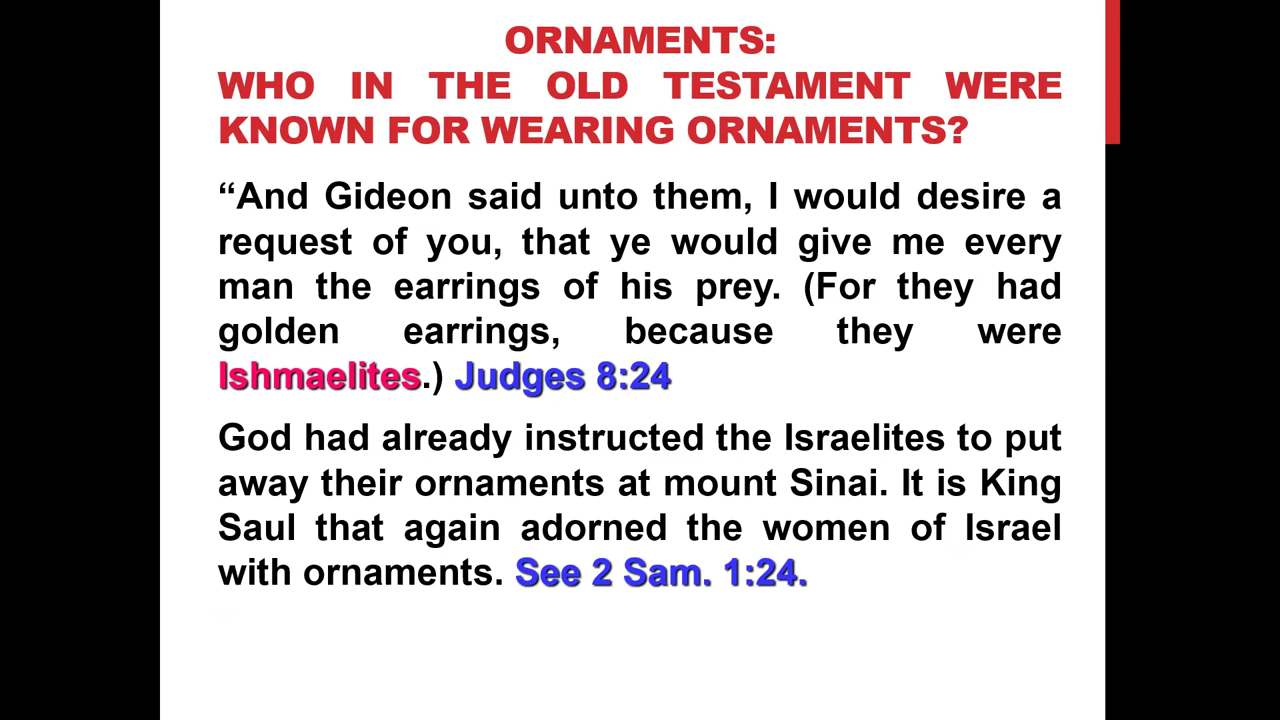 ORNAMENTS:
WHO IN THE OLD TESTAMENT WERE
KNOWN FOR WEARING ORNAMENTS?
“And Gideon said unto them, I would desire a
request of you, that ye would give me every
man the earrings of his prey. (For they had
golden earrings, because they were
Ishmaelites.) Judges 8:24
God had already instructed the Israelites to put
away their ornaments at mount Sinai. It is King
Saul that again adorned the women of Israel
with ornaments. See 2 Sam. 1:24.